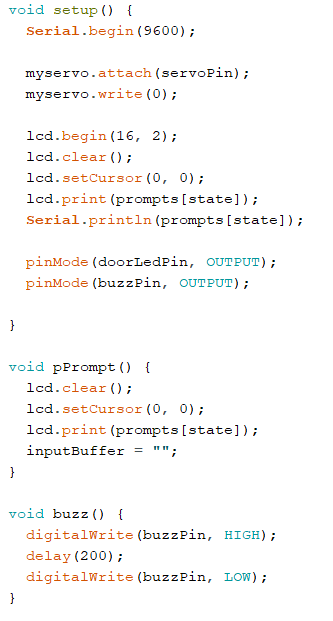 void setup() {
  Serial.begin(9600);

  myservo.attach(servoPin);
  myservo.write(0);

  lcd.begin(16, 2);
  lcd.clear();
  lcd.setCursor(0, 0);
  lcd.print(prompts[state]);
  Serial.println(prompts[state]);

  pinMode(doorLedPin, OUTPUT);
  pinMode(buzzPin, OUTPUT);

}

void pPrompt() {
  lcd.clear();
  lcd.setCursor(0, 0);
  lcd.print(prompts[state]);
  inputBuffer = "";
}

void buzz() {
  digitalWrite(buzzPin, HIGH);
  delay(200);
  digitalWrite(buzzPin, LOW);
}